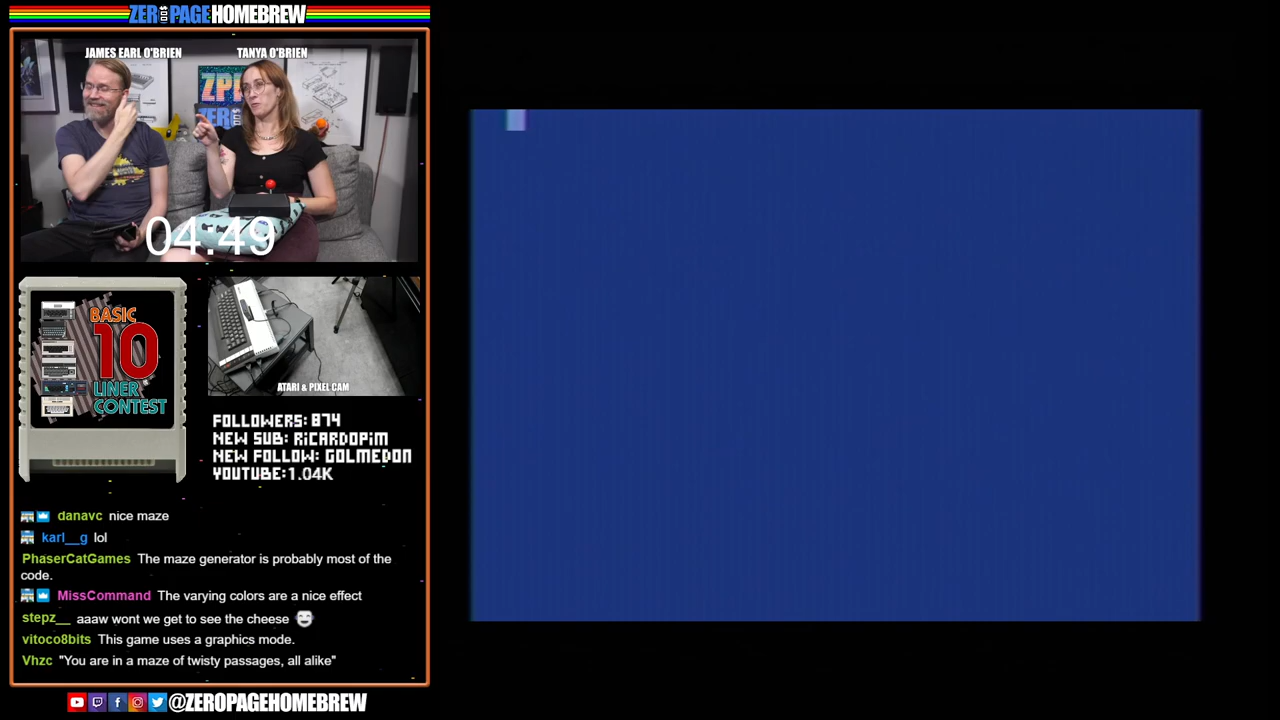 ZEROPAGE HOMEBREW
JAMES EARL O'BRIEN
TANYA O'BRIEN
04:49
BASIC
10
LINER
CONTEST
ATARI & PIXEL CAM
FOLLOWERS: 874
NEW SUB: RICARDOPIM
NEW FOLLOW: GOLMEDON
YOUTUBE:1.04K
danavc nice maze
karl__g lol
PhaserCatGames The maze generator is probably most of the
code.
MissCommand The varying colors are a nice effect
stepz__ aaaw wont we get to see the cheese
vitoco8bits This game uses a graphics mode.
Vhzc "You are in a maze of twisty passages, all alike"
@ZEROPAGEHOMEBREW